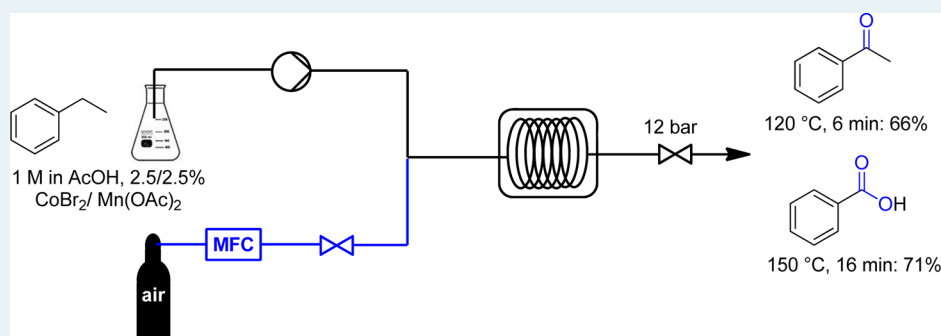 1 M in AcOH, 2.5/2.5%
CoBr₂/ Mn(OAc)₂
MFC
air
12 bar
O
120 °C, 6 min: 66%
O
OH
150 °C, 16 min: 71%